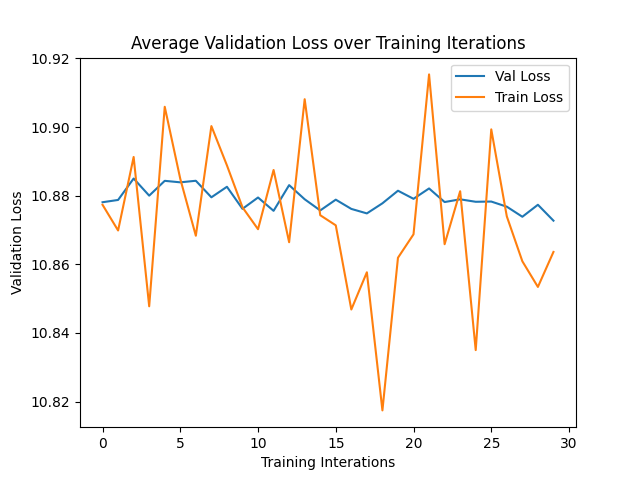 Average Validation Loss over Training Iterations
Val Loss
Train Loss
10.92
10.90
10.88
10.86
10.84
10.82
Validation Loss
0 5 10 15 20 25 30
Training Interations